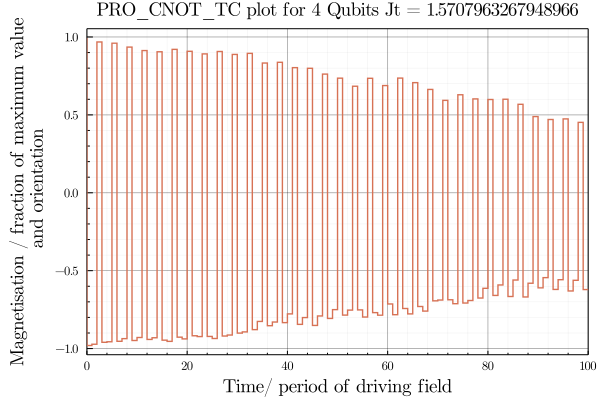 PRO_CNOT_TC plot for 4 Qubits Jt = 1.5707963267948966
Magnetisation / fraction of maximum value
and orientation
1.0
0.5
0.0
−0.5
−1.0
0 20 40 60 80 100
Time/ period of driving field